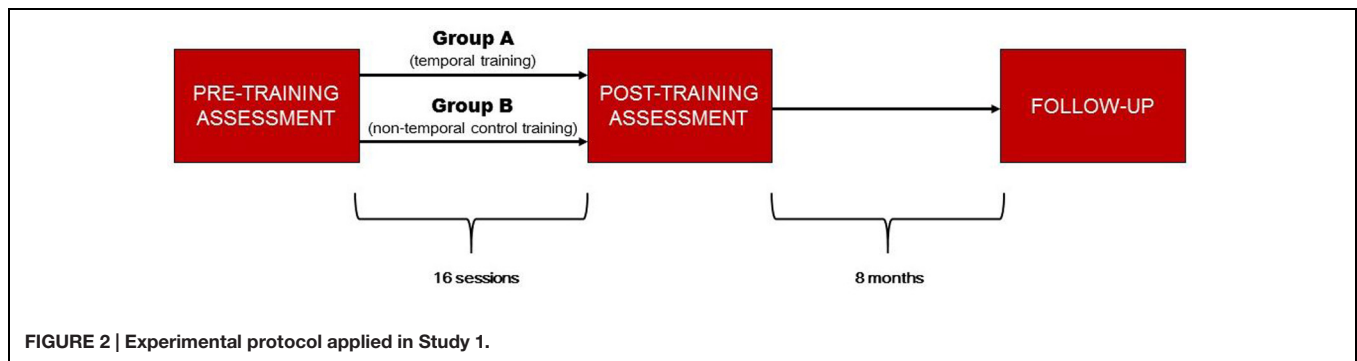 Group A
(temporal training)
PRE-TRAINING
ASSESSMENT
Group B
(non-temporal control training)
POST-TRAINING
ASSESSMENT
FOLLOW-UP
16 sessions
8 months
FIGURE 2 | Experimental protocol applied in Study 1.